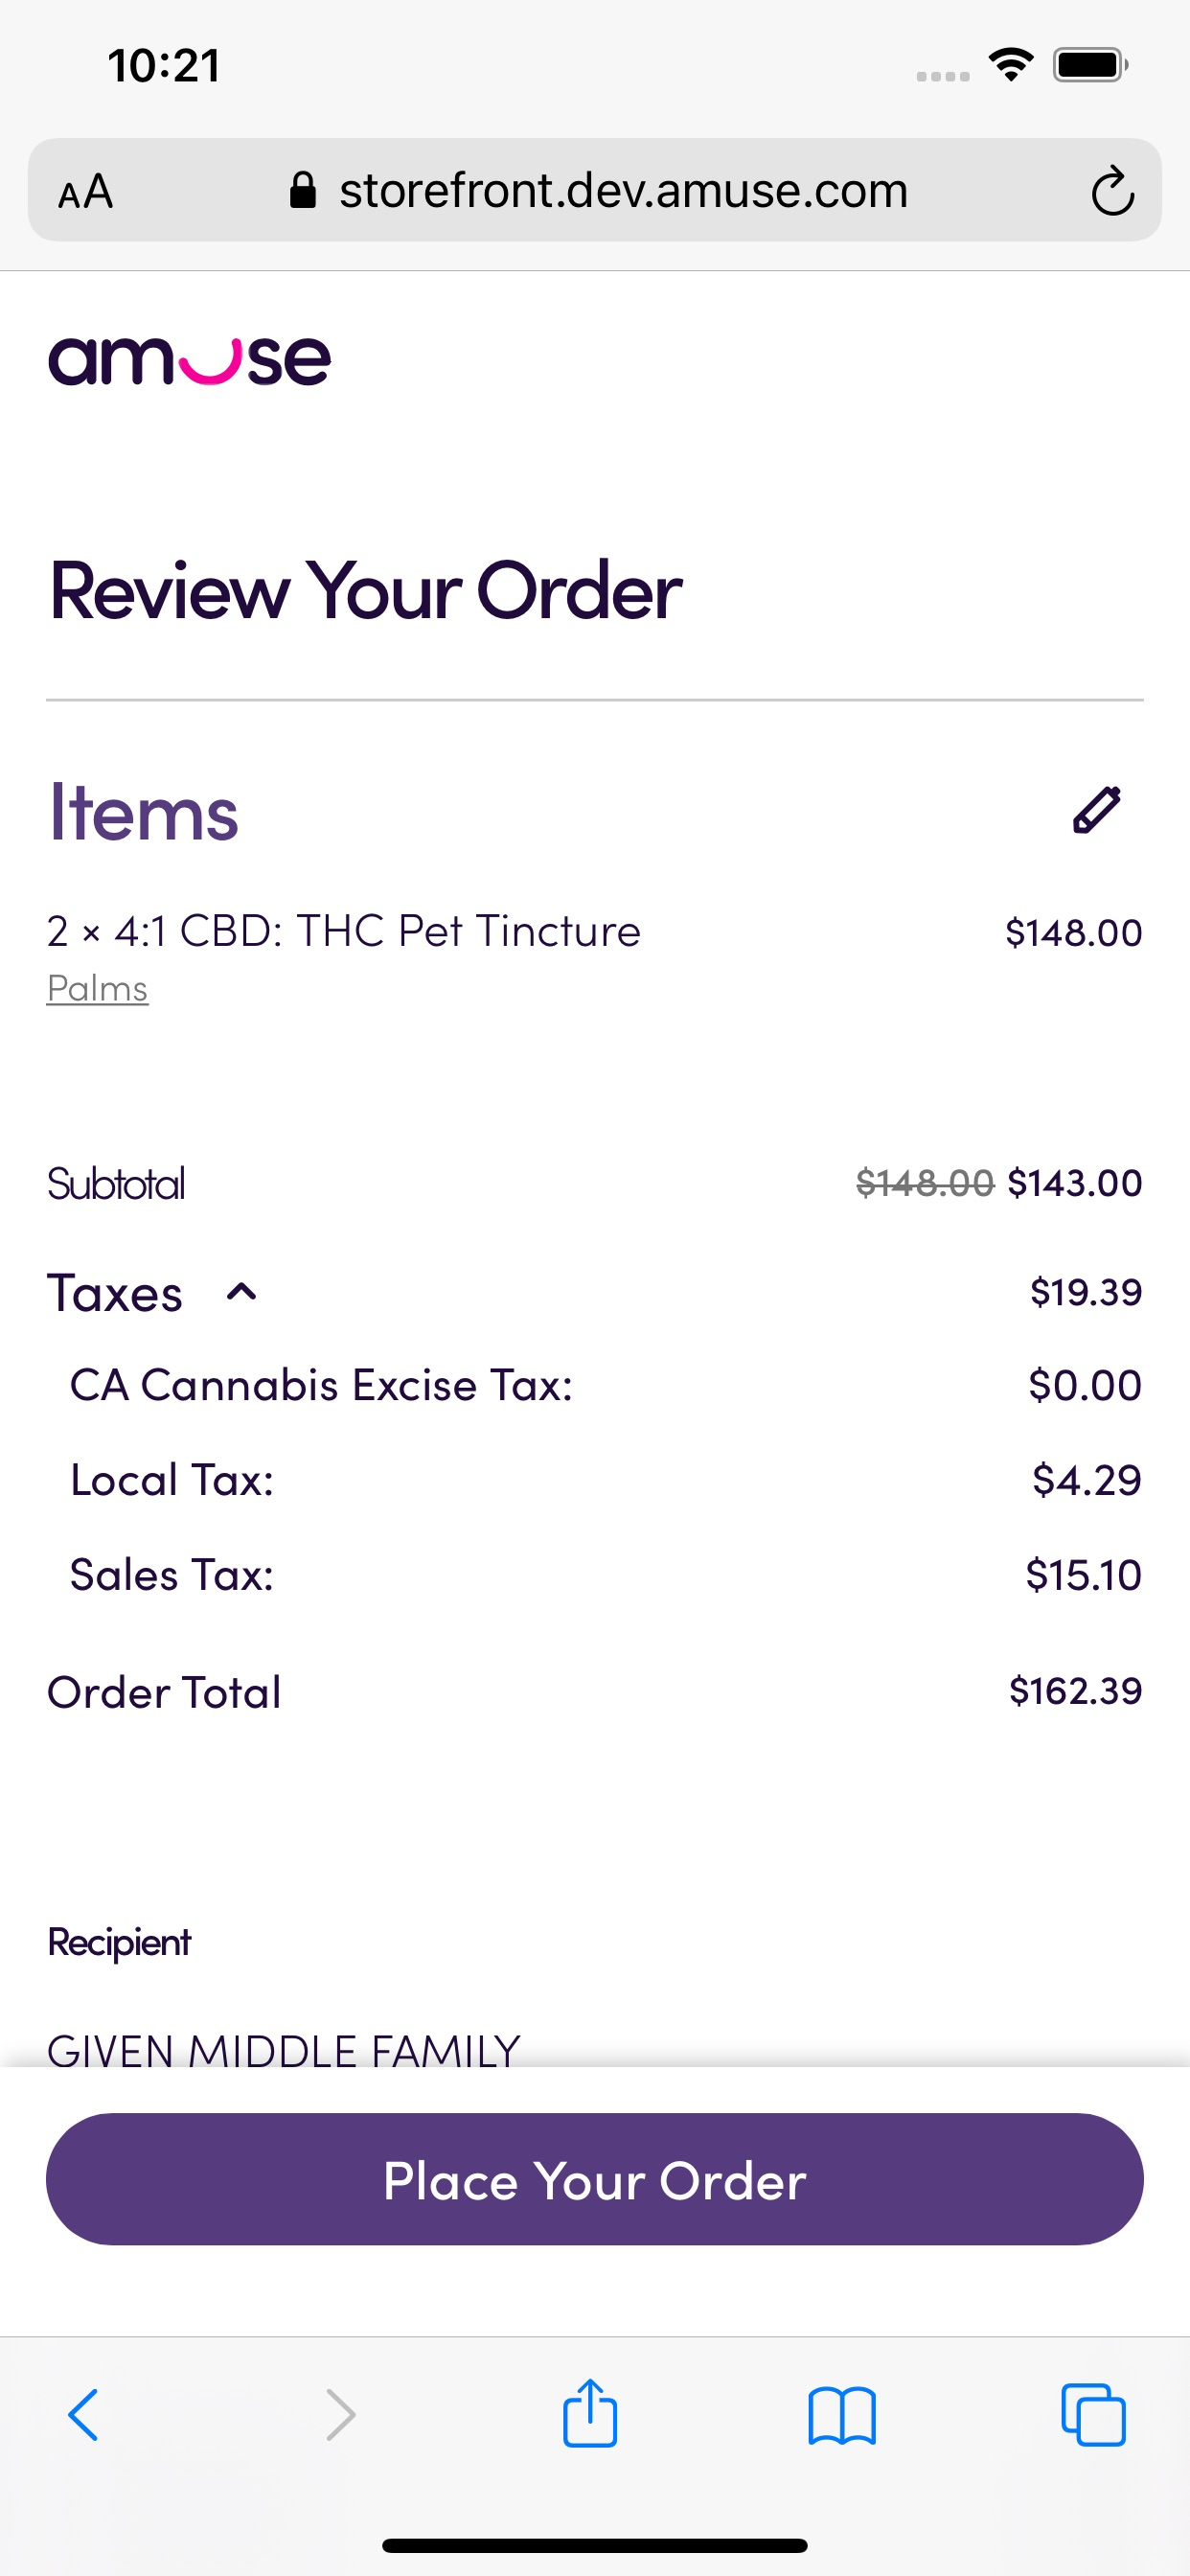 10:21
AA storefront.dev.amuse.com
amuse
Review Your Order
Items
2 × 4:1 CBD: THC Pet Tincture $148.00
Palms
Subtotal $148.00 $143.00
Taxes $19.39
CA Cannabis Excise Tax: $0.00
Local Tax: $4.29
Sales Tax: $15.10
Order Total $162.39
Recipient
GIVEN MIDDLE FAMILY
Place Your Order